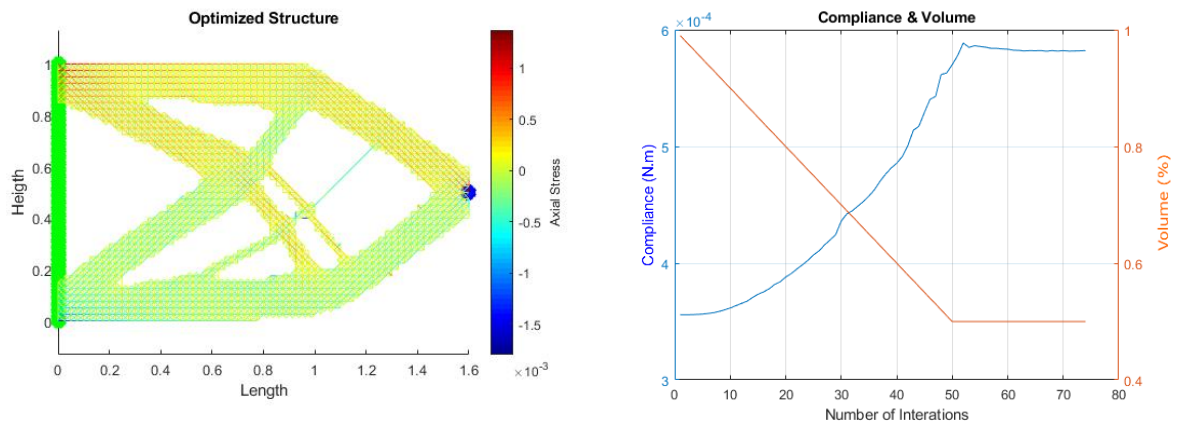 Optimized Structure
Heigth
1
0.8
0.6
0.4
0.2
0
0 0.2 0.4 0.6 0.8 1 1.2 1.4 1.6
Length
1
0.5
0
-0.5
-1
-1.5
×10⁻³
Axial Stress
Compliance & Volume
×10⁻⁴
Compliance (N.m)
6
5
4
3
0 10 20 30 40 50 60 70 80
Number of Interations
1
0.8
0.6
0.4
Volume (%)